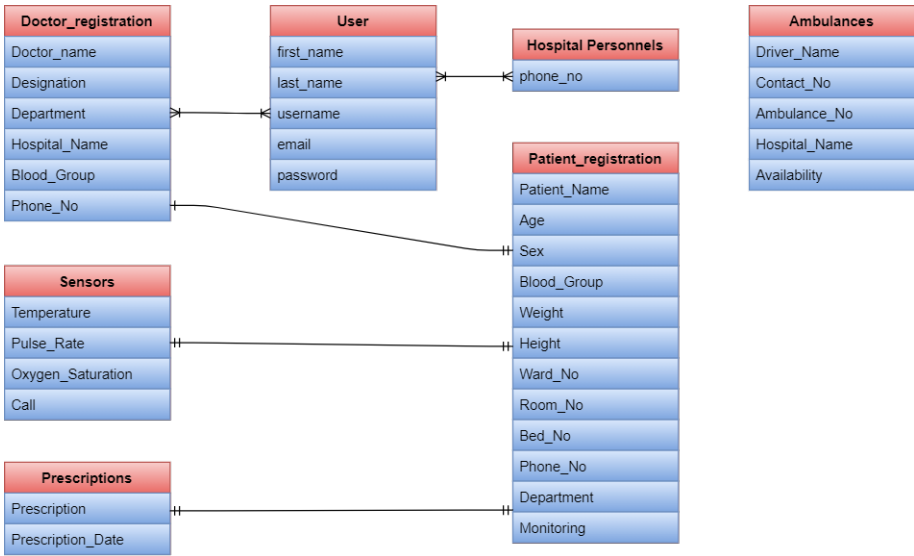 Doctor_registration
Doctor_name
Designation
Department
Hospital_Name
Blood_Group
Phone_No
User
first_name
last_name
username
email
password
Hospital Personnels
phone_no
Ambulances
Driver_Name
Contact_No
Ambulance_No
Hospital_Name
Availability
Patient_registration
Patient_Name
Age
Sex
Blood_Group
Weight
Height
Ward_No
Room_No
Bed_No
Phone_No
Department
Monitoring
Sensors
Temperature
Pulse_Rate
Oxygen_Saturation
Call
Prescriptions
Prescription
Prescription_Date